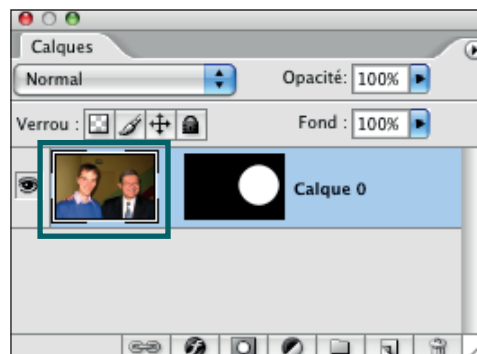 Calques
Normal Opacité: 100%
Verrou : Fond : 100%
Calque 0